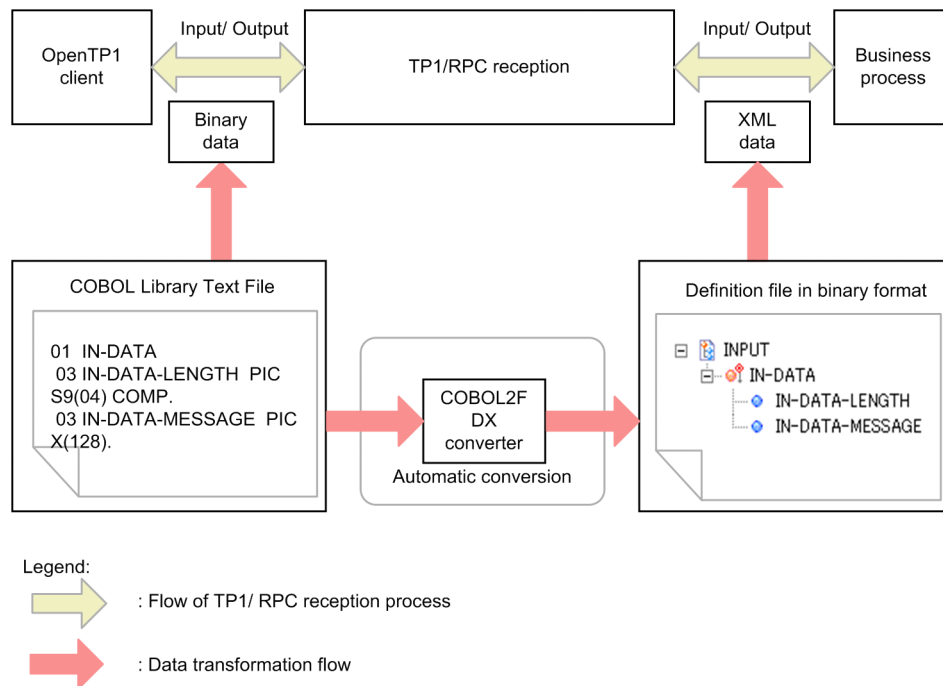 Input/ Output
Input/ Output
OpenTP1
client
TP1/RPC reception
Business
process
Binary
data
XML
data
COBOL Library Text File
01  IN-DATA
03 IN-DATA-LENGTH  PIC
S9(04) COMP.
03 IN-DATA-MESSAGE  PIC
X(128).
COBOL2F
DX
converter
Automatic conversion
Definition file in binary format
INPUT
IN-DATA
IN-DATA-LENGTH
IN-DATA-MESSAGE
Legend:
: Flow of TP1/ RPC reception process
: Data transformation flow